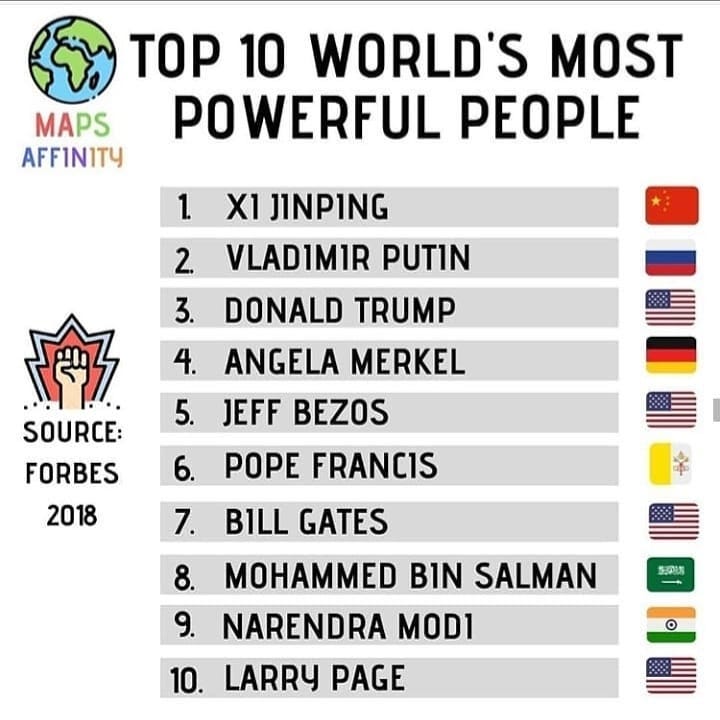 TOP 10 WORLD'S MOST
POWERFUL PEOPLE
MAPS
AFFINITY
1. XI JINPING
2. VLADIMIR PUTIN
3. DONALD TRUMP
4. ANGELA MERKEL
5. JEFF BEZOS
6. POPE FRANCIS
7. BILL GATES
8. MOHAMMED BIN SALMAN
9. NARENDRA MODI
10. LARRY PAGE
SOURCE:
FORBES
2018